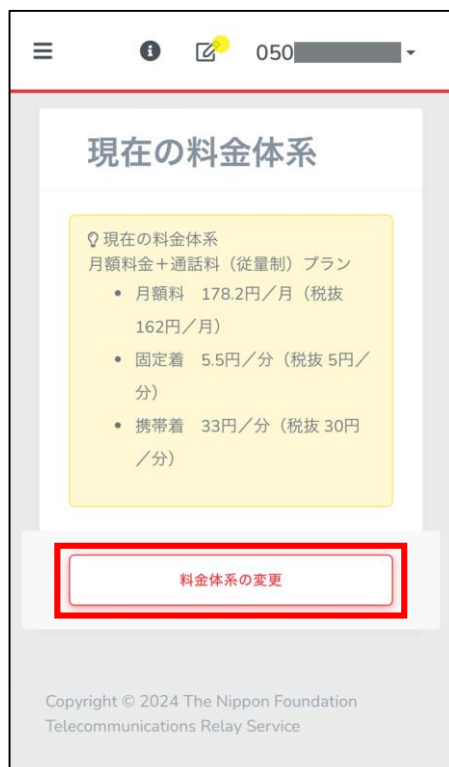 050
現在の料金体系
現在の料金体系
月額料金＋通話料（従量制）プラン
• 月額料　178.2円／月（税抜
162円／月）
• 固定着　5.5円／分（税抜 5円／
分）
• 携帯着　33円／分（税抜 30円
／分）
料金体系の変更
Copyright © 2024 The Nippon Foundation
Telecommunications Relay Service